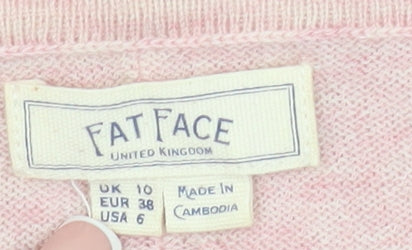 FAT FACE
UNITED KINGDOM
UK 10
EUR 38
USA 6
MADE IN
CAMBODIA